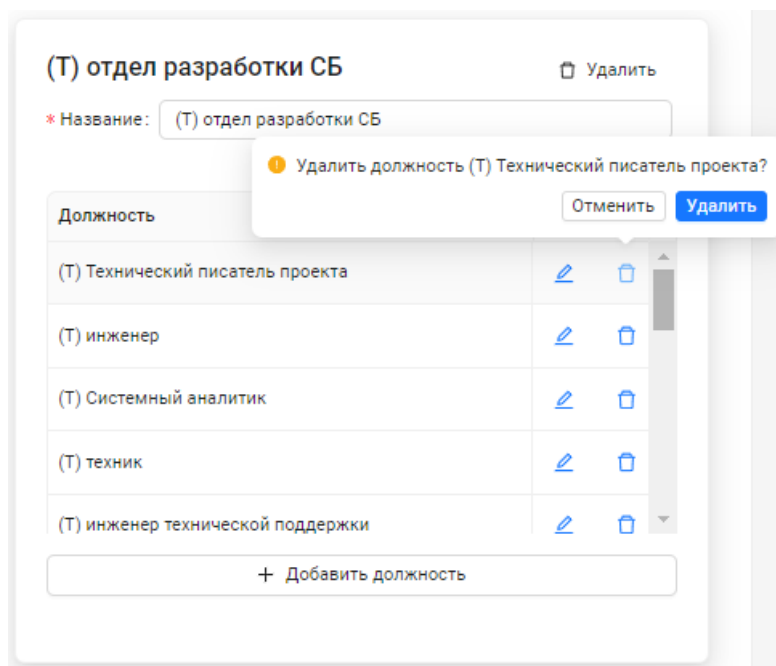 (Т) отдел разработки СБ
Удалить
* Название: (Т) отдел разработки СБ
Удалить должность (Т) Технический писатель проекта?
Отменить Удалить
Должность
(Т) Технический писатель проекта
(Т) инженер
(Т) Системный аналитик
(Т) техник
(Т) инженер технической поддержки
+ Добавить должность